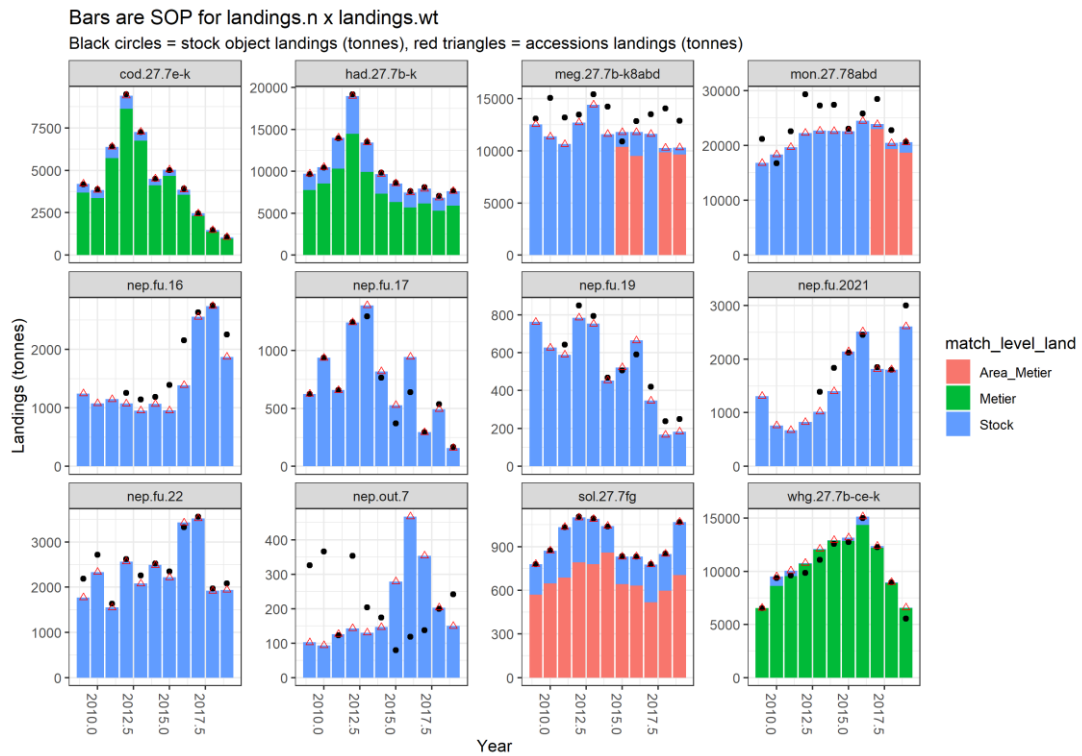 Bars are SOP for landings.n x landings.wt
Black circles = stock object landings (tonnes), red triangles = accessions landings (tonnes)
cod.27.7e-k had.27.7b-k meg.27.7b-k8abd mon.27.78abd
7500 5000 2500 0
20000 15000 10000 5000 0
15000 10000 5000 0
30000 20000 10000 0
nep.fu.16 nep.fu.17 nep.fu.19 nep.fu.2021
2000 1000 0
1000 500 0
800 600 400 200 0
3000 2000 1000 0
nep.fu.22 nep.out.7 sol.27.7fg whg.27.7b-ce-k
3000 2000 1000 0
400 300 200 100 0
900 600 300 0
15000 10000 5000 0
2010.0 2012.5 2015.0 2017.5
2010.0 2012.5 2015.0 2017.5
2010.0 2012.5 2015.0 2017.5
2010.0 2012.5 2015.0 2017.5
Landings (tonnes)
Year
match_level_land
Area_Metier
Metier
Stock